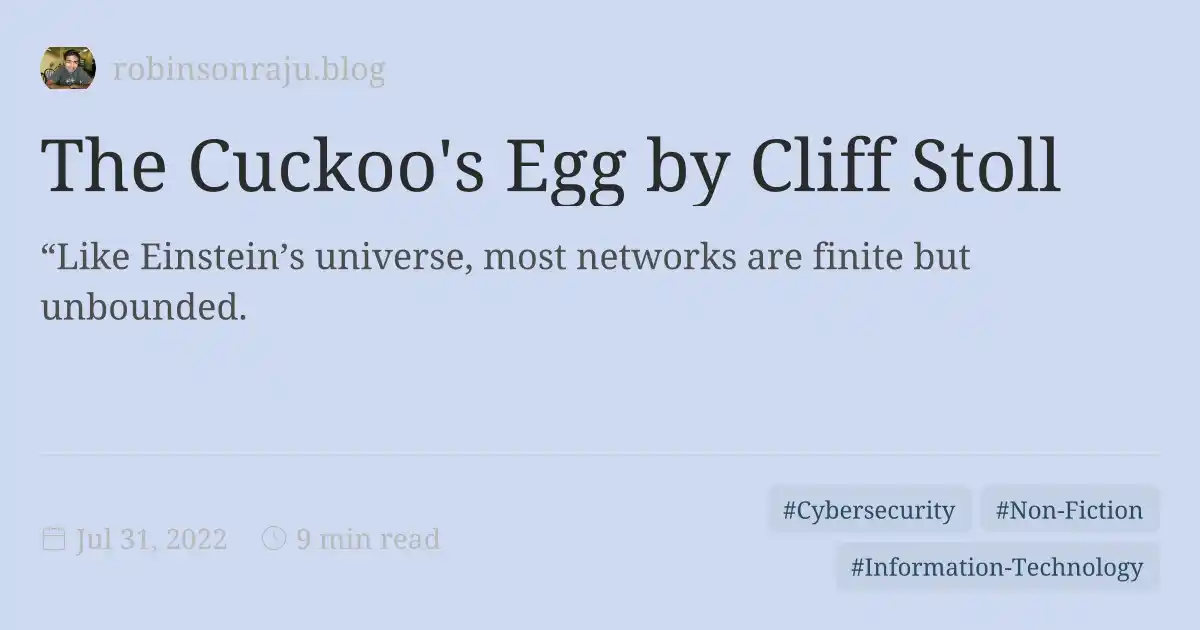 robinsonraju.blog
The Cuckoo's Egg by Cliff Stoll
“Like Einstein’s universe, most networks are finite but
unbounded.
Jul 31, 2022
9 min read
#Cybersecurity
#Non-Fiction
#Information-Technology